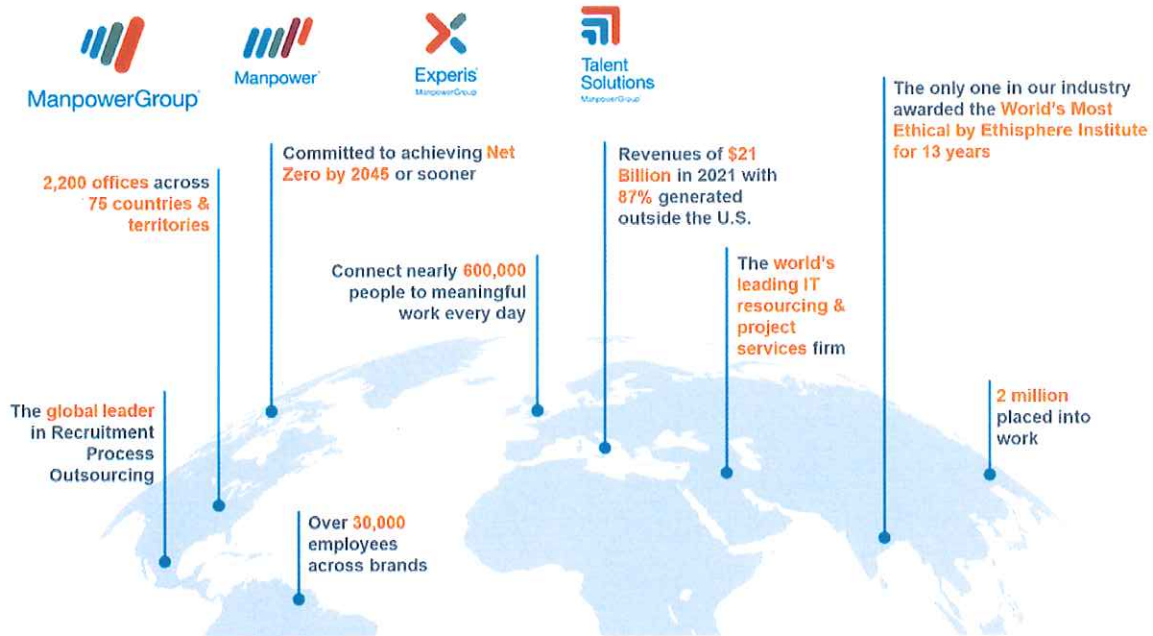 ManpowerGroup
Manpower
Experis
ManpowerGroup
Talent
Solutions
ManpowerGroup
The only one in our industry
awarded the World's Most
Ethical by Ethisphere Institute
for 13 years
Committed to achieving Net
Zero by 2045 or sooner
Revenues of $21
Billion in 2021 with
87% generated
outside the U.S.
2,200 offices across
75 countries &
territories
Connect nearly 600,000
people to meaningful
work every day
The world's
leading IT
resourcing &
project
services firm
The global leader
in Recruitment
Process
Outsourcing
2 million
placed into
work
Over 30,000
employees
across brands